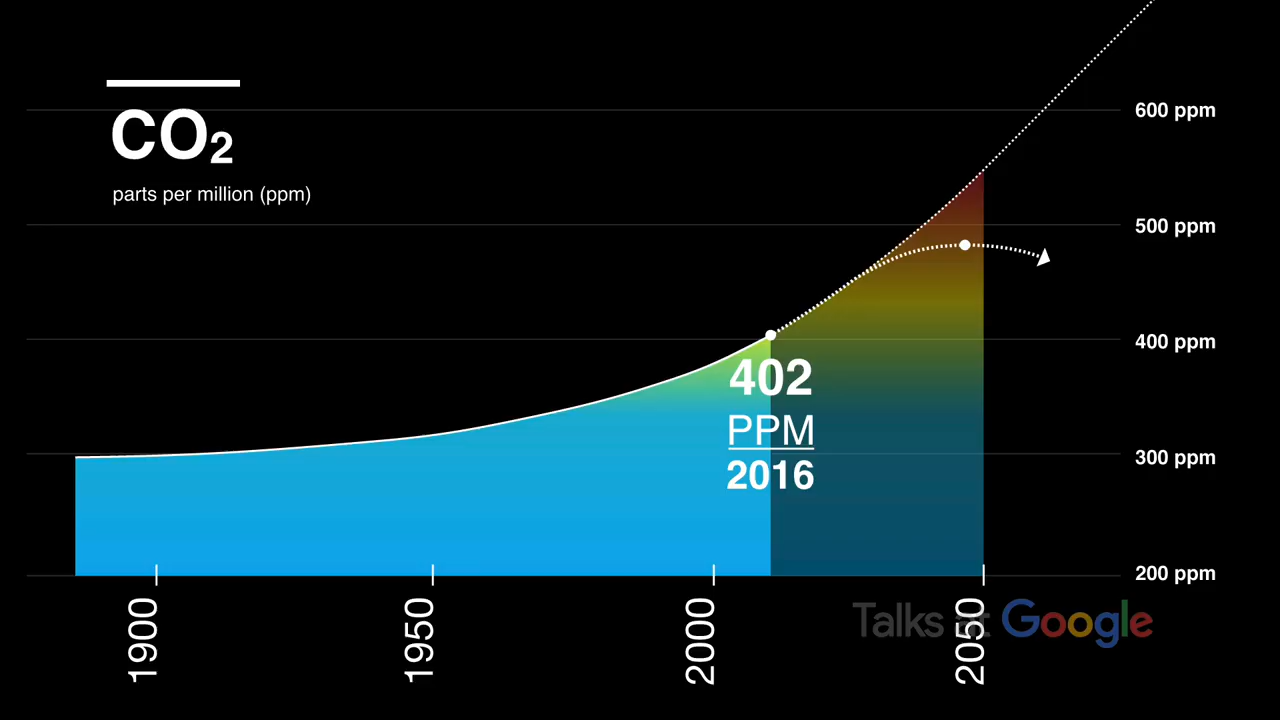 CO₂
parts per million (ppm)
600 ppm
500 ppm
400 ppm
300 ppm
200 ppm
402
PPM
2016
1900
1950
2000
2050
Talks at Google